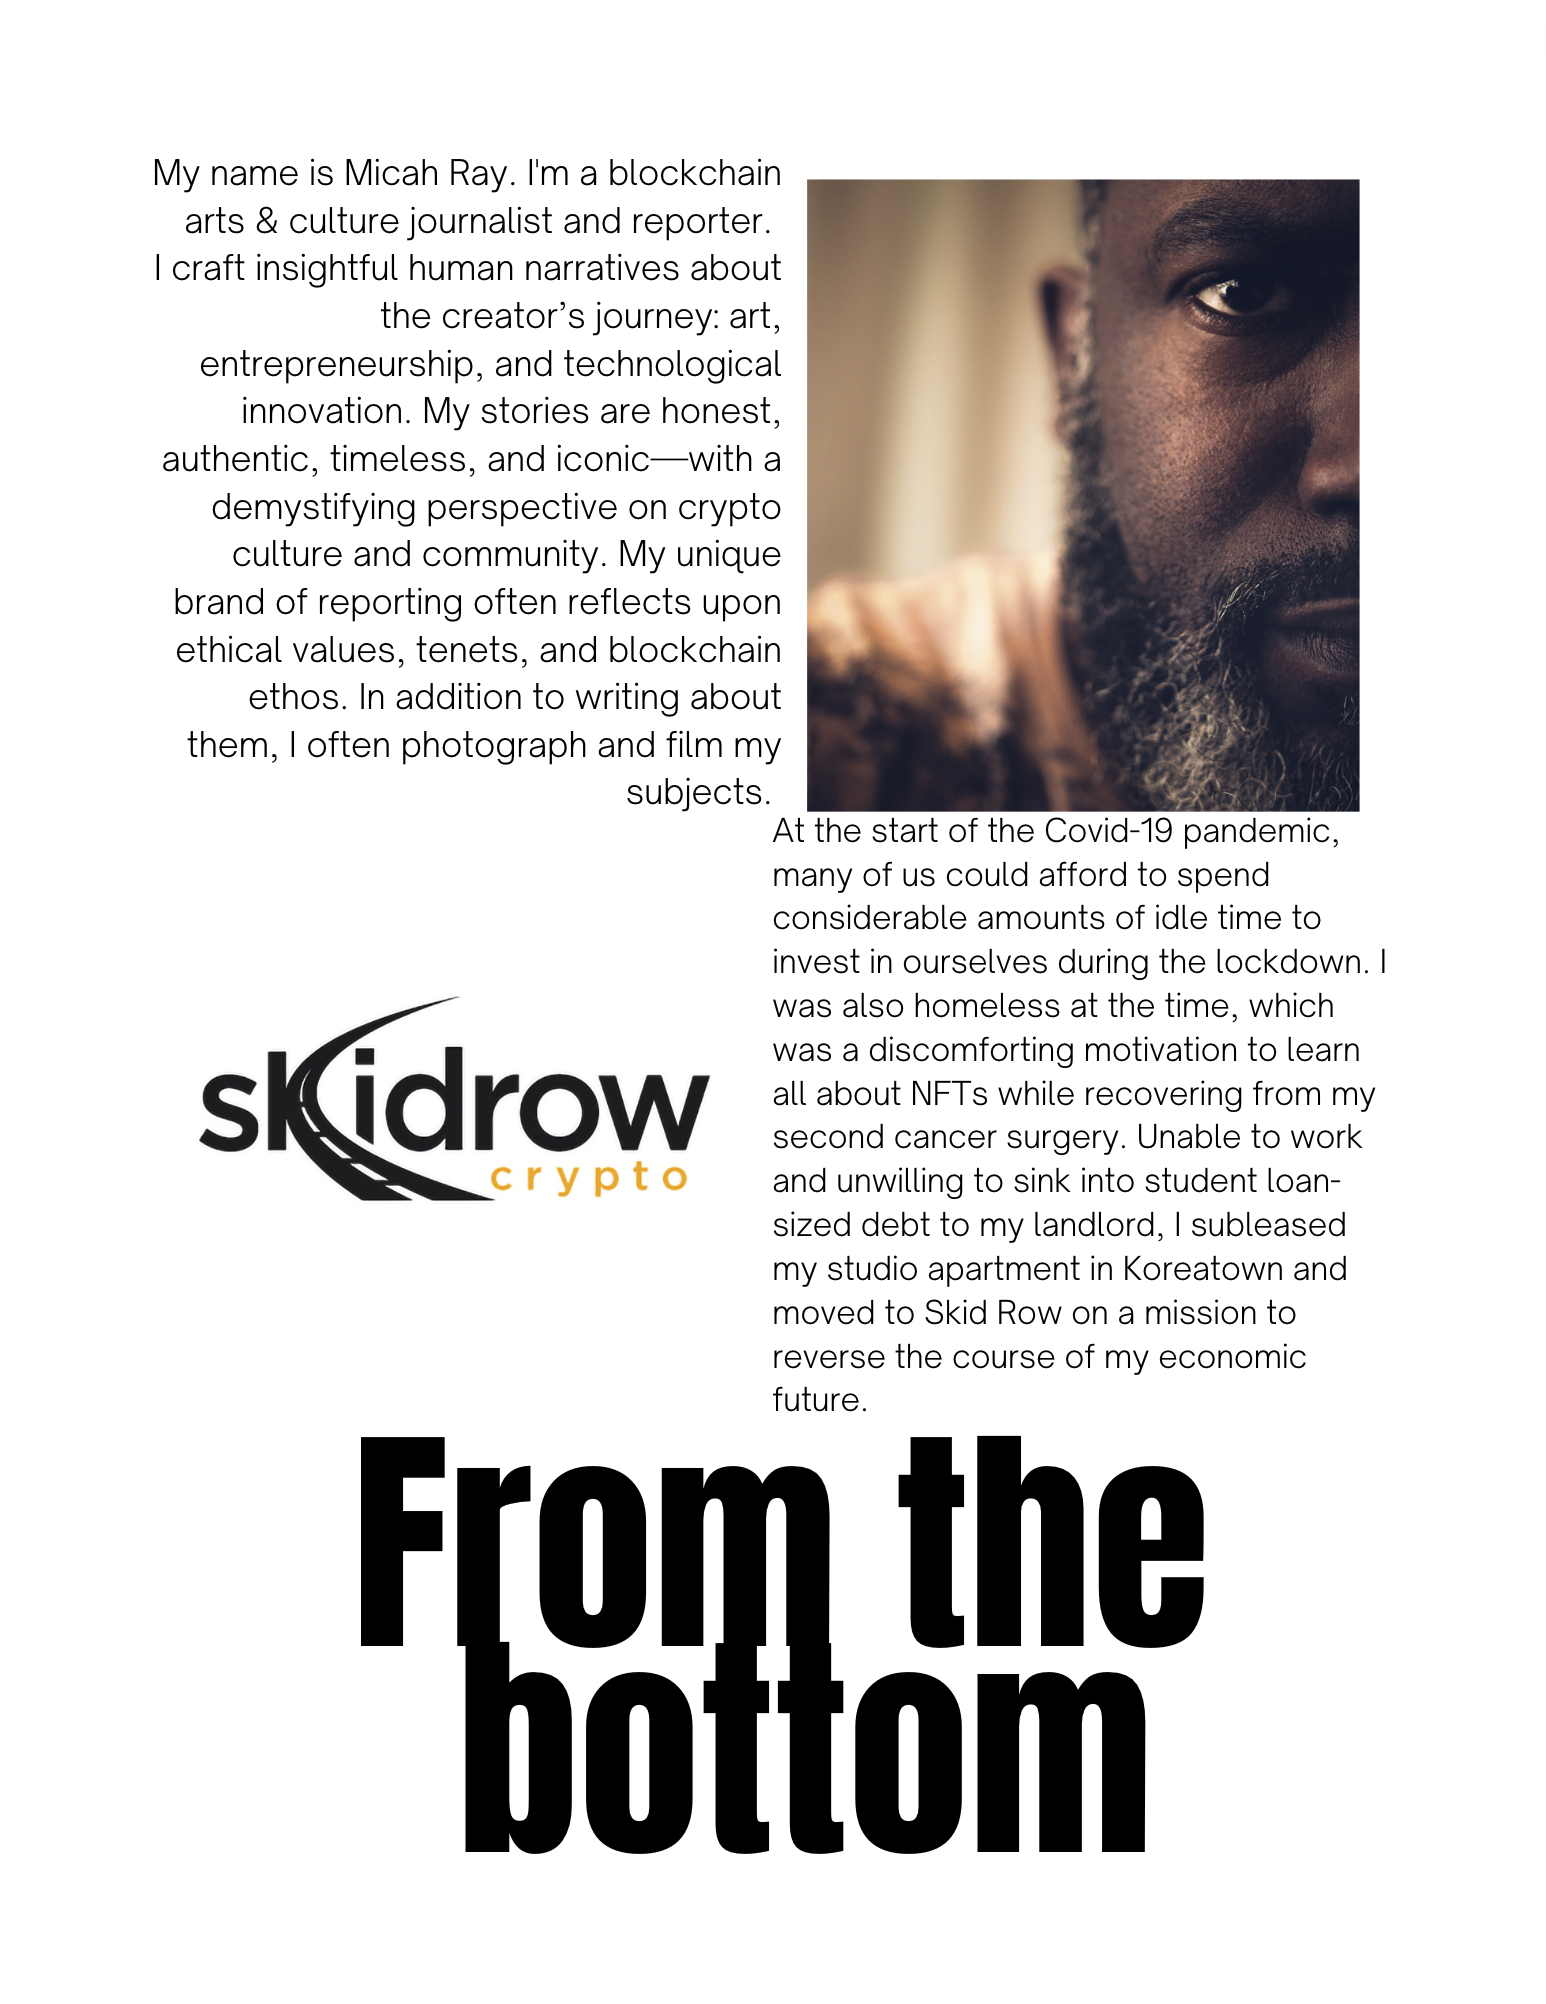 My name is Micah Ray. I'm a blockchain
arts & culture journalist and reporter.
I craft insightful human narratives about
the creator’s journey: art,
entrepreneurship, and technological
innovation. My stories are honest,
authentic, timeless, and iconic—with a
demystifying perspective on crypto
culture and community. My unique
brand of reporting often reflects upon
ethical values, tenets, and blockchain
ethos. In addition to writing about
them, I often photograph and film my
subjects.
At the start of the Covid-19 pandemic,
many of us could afford to spend
considerable amounts of idle time to
invest in ourselves during the lockdown. I
was also homeless at the time, which
was a discomforting motivation to learn
all about NFTs while recovering from my
second cancer surgery. Unable to work
and unwilling to sink into student loan-
sized debt to my landlord, I subleased
my studio apartment in Koreatown and
moved to Skid Row on a mission to
reverse the course of my economic
future.
skidrow
crypto
From the
bottom